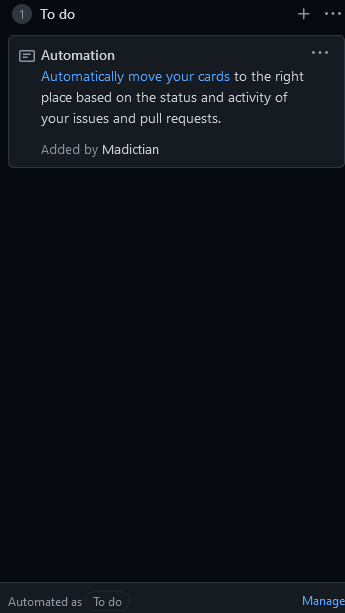 1 To do
Automation
Automatically move your cards to the right
place based on the status and activity of
your issues and pull requests.
Added by Madictian
Automated as To do Manage